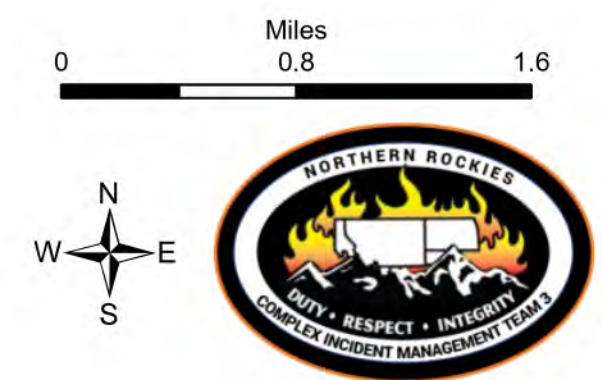 Miles
0 0.8 1.6
N
W E
S
NORTHERN ROCKIES
DUTY • RESPECT • INTEGRITY
COMPLEX INCIDENT MANAGEMENT TEAM 3